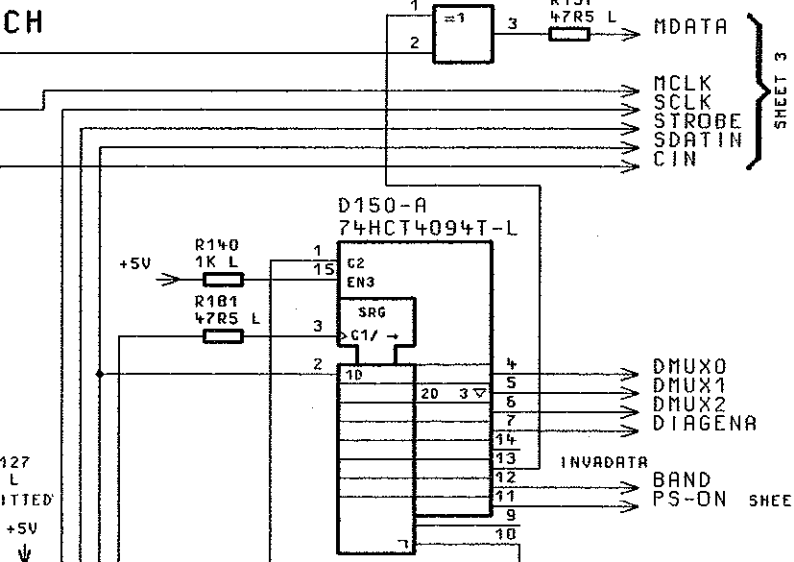 CH
1
=1
3
47R5 L
MDATA
2
MCLK
SCLK
STROBE
SDATIN
CIN
SHEET 3
D150-A
74HCT4094T-L
R140
1K L
+5V
1
15
C2
EN3
R181
47R5 L
3
SRG
C1/ →
2
1D
2D 3▽
4
5
6
7
14
13
12
11
9
10
DMUX0
DMUX1
DMUX2
DIAGENA
INVADATA
BAND
PS-ON SHEE
127
L
ITTED
+5V
¬